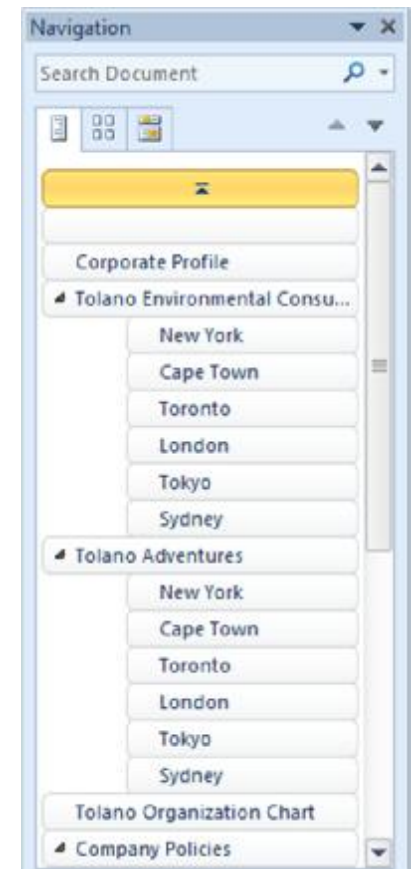 Navigation
Search Document
Corporate Profile
Tolano Environmental Consu...
New York
Cape Town
Toronto
London
Tokyo
Sydney
Tolano Adventures
New York
Cape Town
Toronto
London
Tokyo
Sydney
Tolano Organization Chart
Company Policies